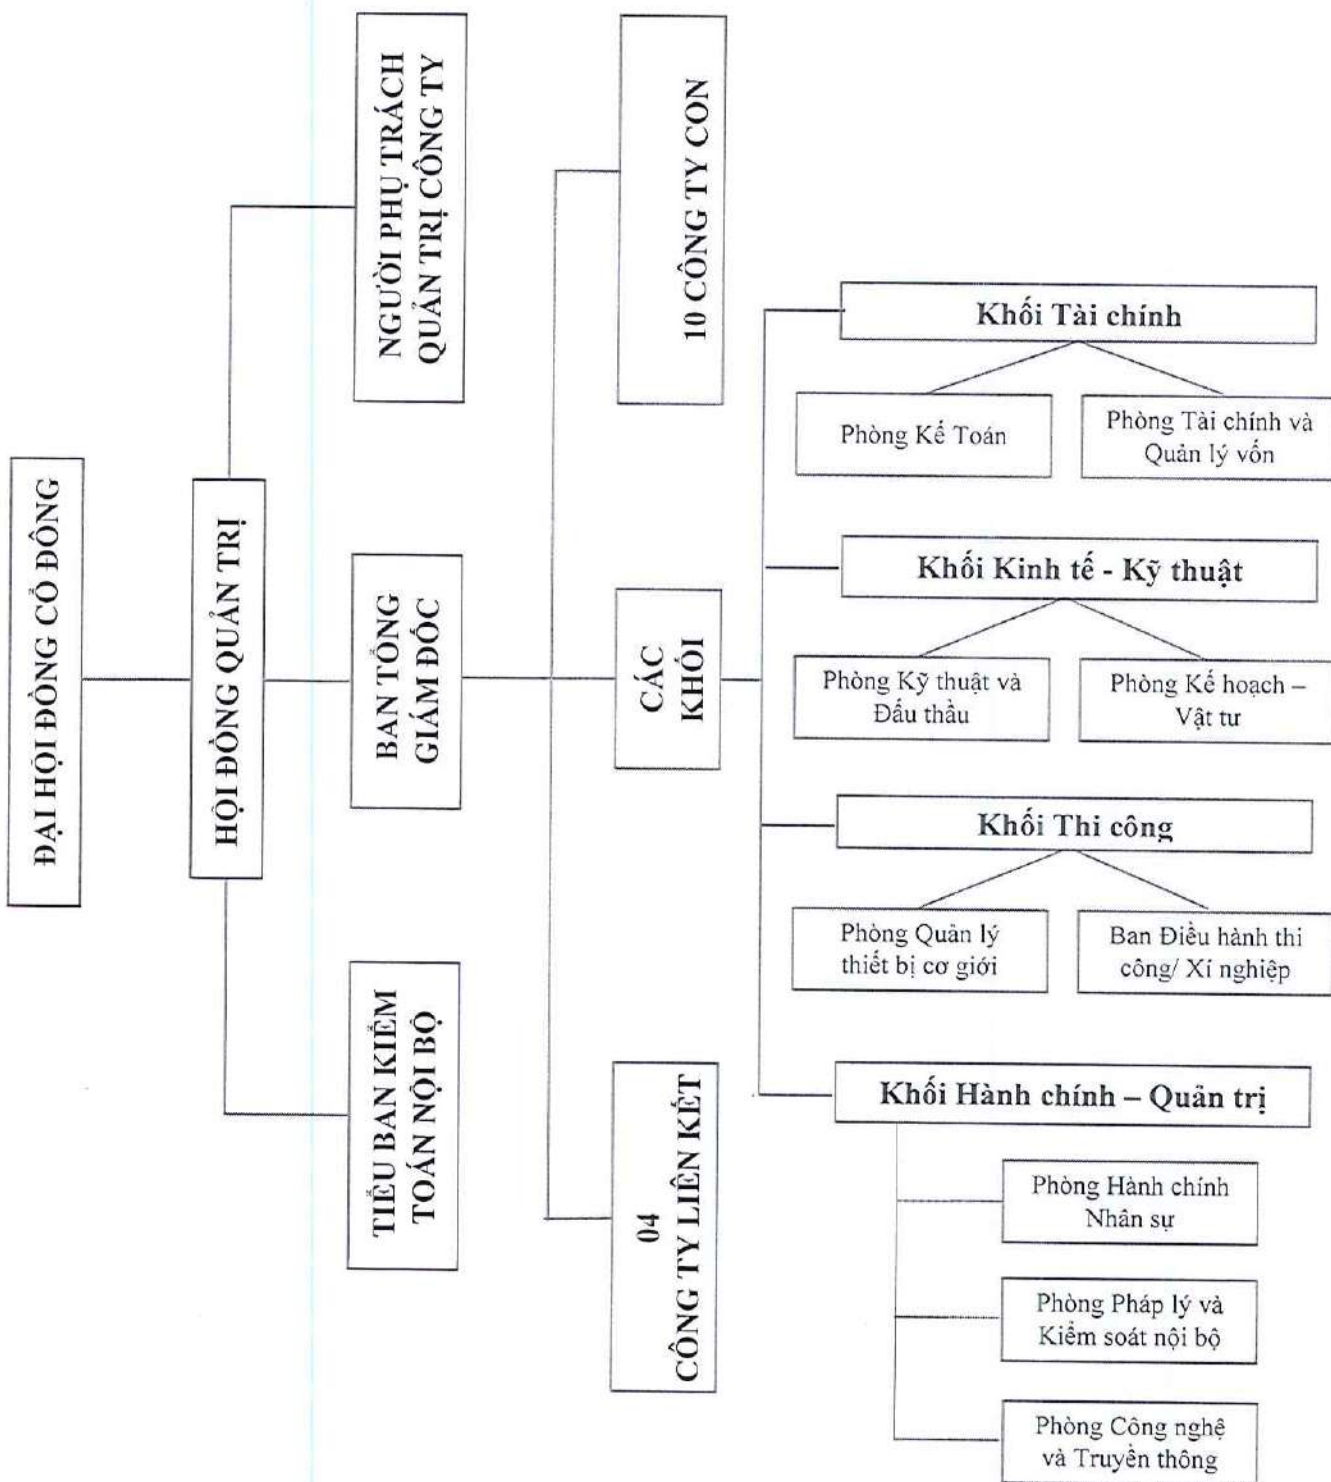 ĐẠI HỘI ĐỒNG CỔ ĐÔNG
HỘI ĐỒNG QUẢN TRỊ
TIỂU BAN KIỂM
TOÁN NỘI BỘ
BAN TỔNG
GIÁM ĐỐC
NGƯỜI PHỤ TRÁCH
QUẢN TRỊ CÔNG TY
04
CÔNG TY LIÊN KẾT
CÁC
KHỐI
10 CÔNG TY CON
Khối Tài chính
Phòng Kế Toán
Phòng Tài chính và
Quản lý vốn
Khối Kinh tế - Kỹ thuật
Phòng Kỹ thuật và
Đấu thầu
Phòng Kế hoạch –
Vật tư
Khối Thi công
Phòng Quản lý
thiết bị cơ giới
Ban Điều hành thi
công/ Xí nghiệp
Khối Hành chính – Quản trị
Phòng Hành chính
Nhân sự
Phòng Pháp lý và
Kiểm soát nội bộ
Phòng Công nghệ
và Truyền thông